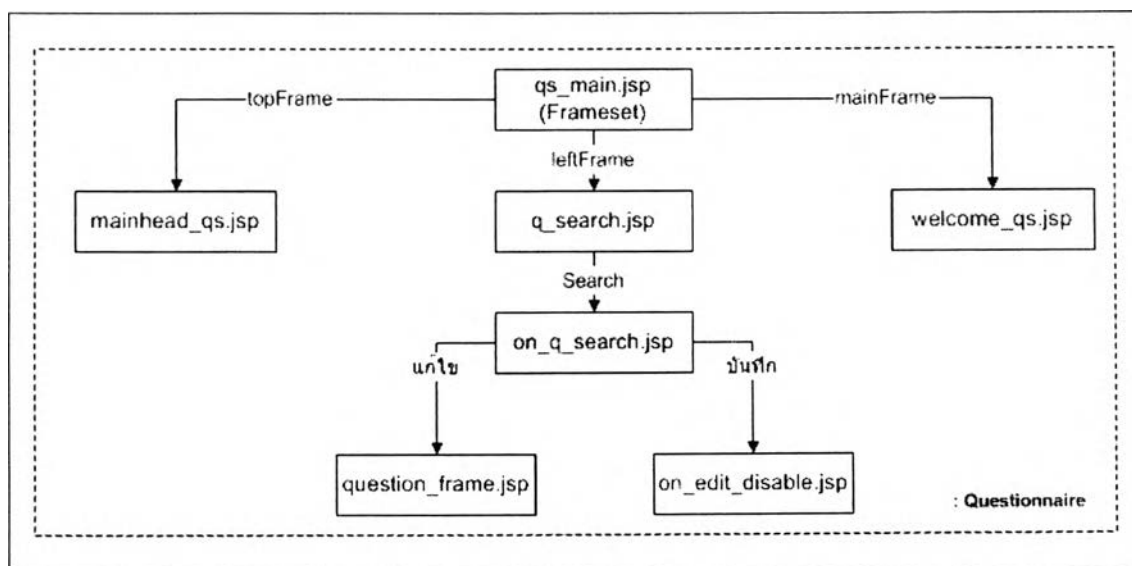 qs_main.jsp
(Frameset)
topFrame
mainFrame
leftFrame
mainhead_qs.jsp
q_search.jsp
welcome_qs.jsp
Search
on_q_search.jsp
แก้ไข
บันทึก
question_frame.jsp
on_edit_disable.jsp
: Questionnaire